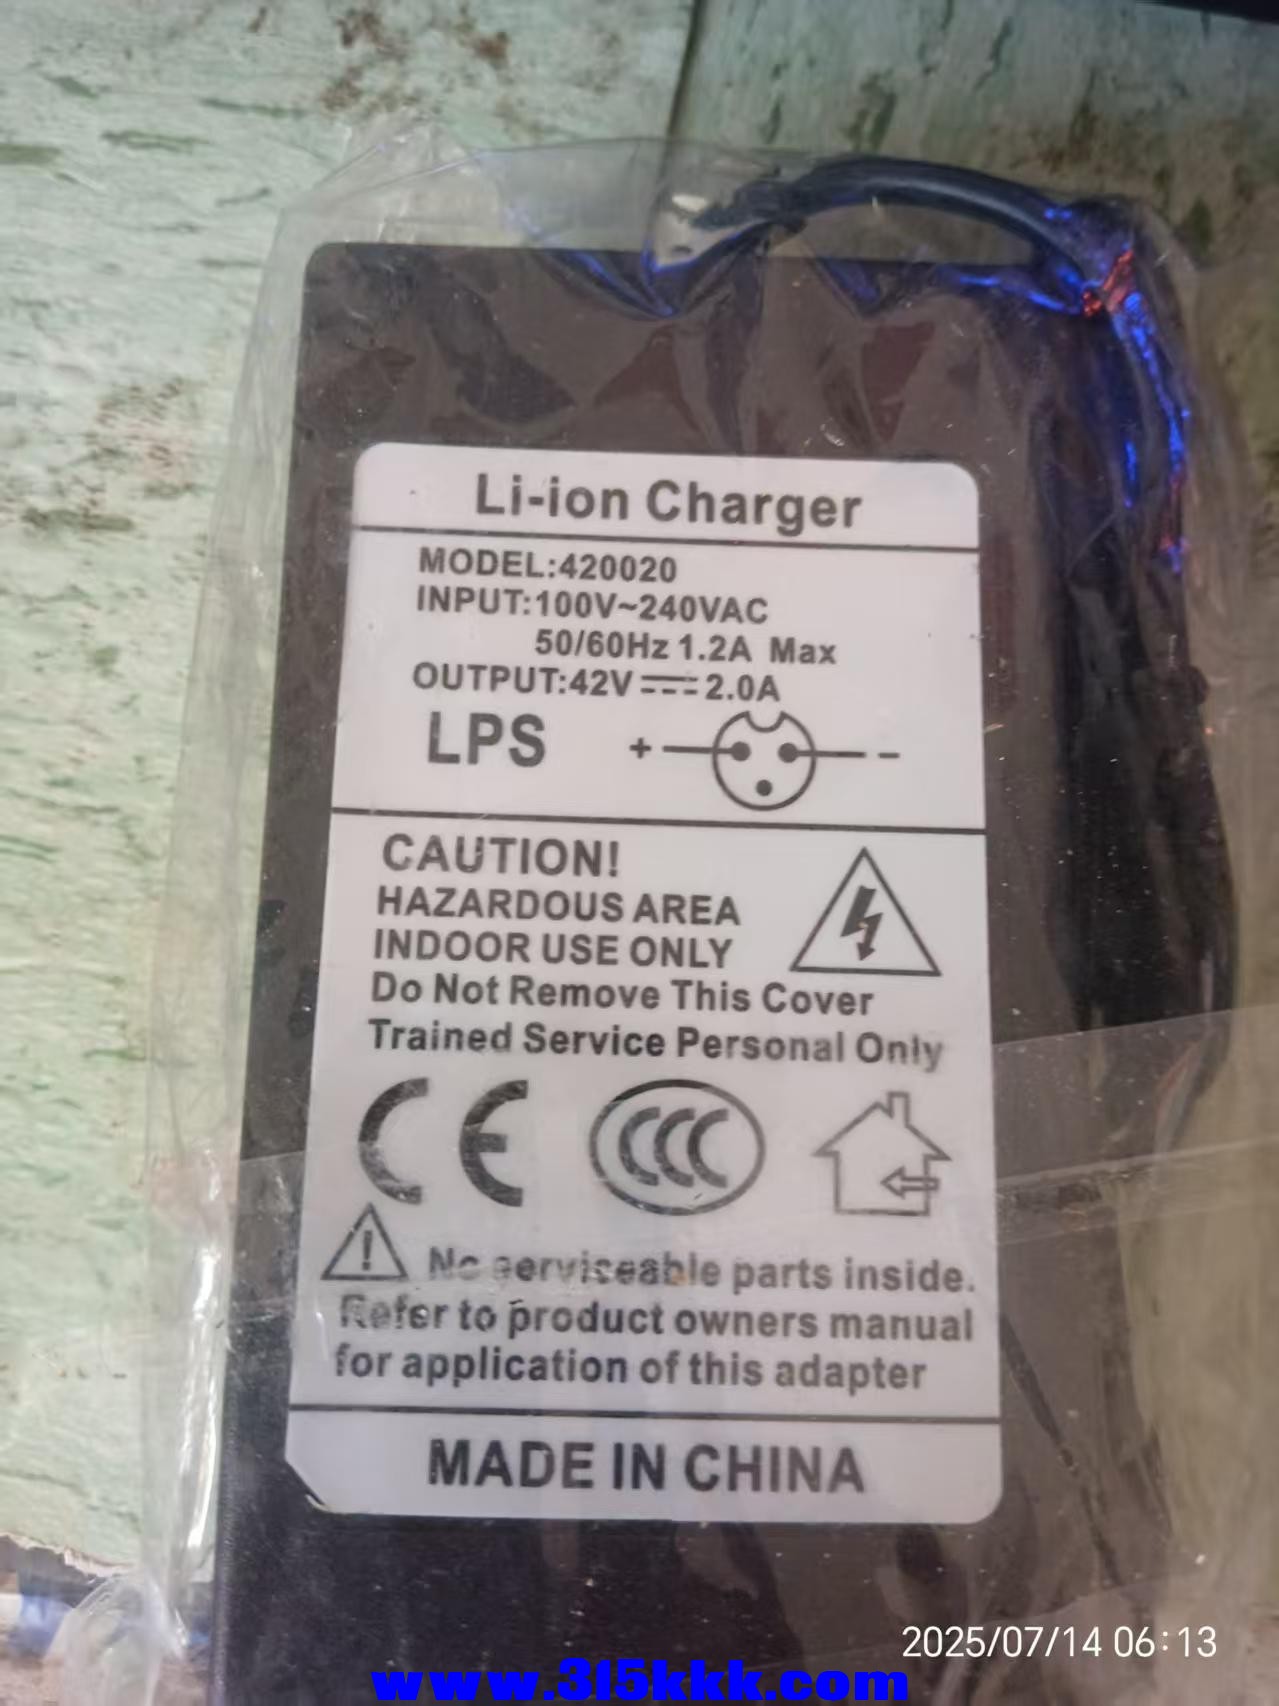 Li-ion Charger
MODEL:420020
INPUT:100V~240VAC
50/60Hz 1.2A Max
OUTPUT:42V⎓2.0A
LPS
+ -
CAUTION!
HAZARDOUS AREA
INDOOR USE ONLY
Do Not Remove This Cover
Trained Service Personal Only
CE CCC
! No serviceable parts inside.
Refer to product owners manual
for application of this adapter
MADE IN CHINA
2025/07/14 06:13
www.315kkk.com